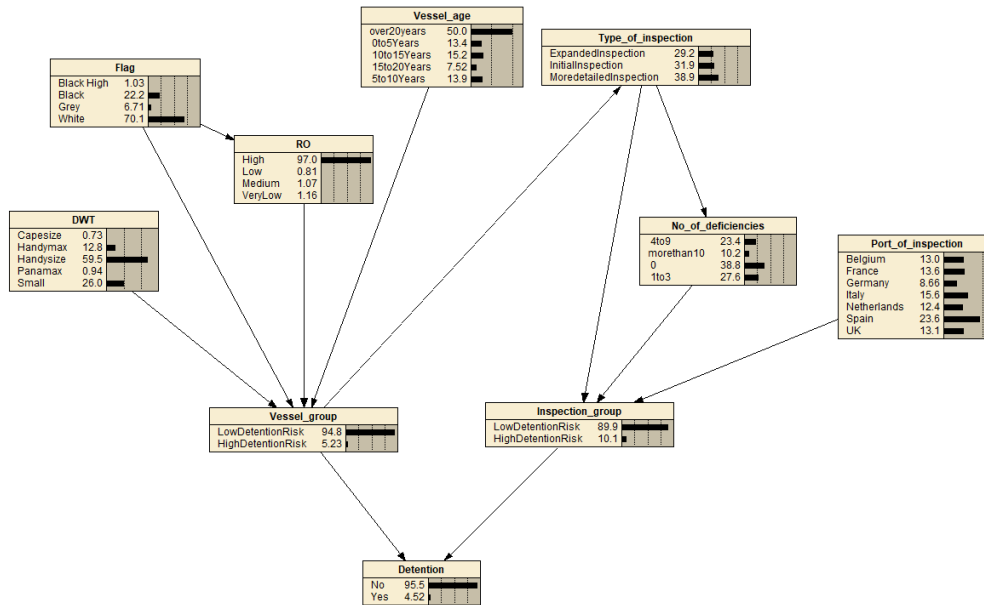 Vessel_age
over20years 50.0
0to5Years 13.4
10to15Years 15.2
15to20Years 7.52
5to10Years 13.9
Type_of_inspection
ExpandedInspection 29.2
InitialInspection 31.9
MoredetailedInspection 38.9
Flag
Black High 1.03
Black 22.2
Grey 6.71
White 70.1
RO
High 97.0
Low 0.81
Medium 1.07
VeryLow 1.16
DWT
Capesize 0.73
Handymax 12.8
Handysize 59.5
Panamax 0.94
Small 26.0
No_of_deficiencies
4to9 23.4
morethan10 10.2
0 38.8
1to3 27.6
Port_of_inspection
Belgium 13.0
France 13.6
Germany 8.66
Italy 15.6
Netherlands 12.4
Spain 23.6
UK 13.1
Vessel_group
LowDetentionRisk 94.8
HighDetentionRisk 5.23
Inspection_group
LowDetentionRisk 89.9
HighDetentionRisk 10.1
Detention
No 95.5
Yes 4.52